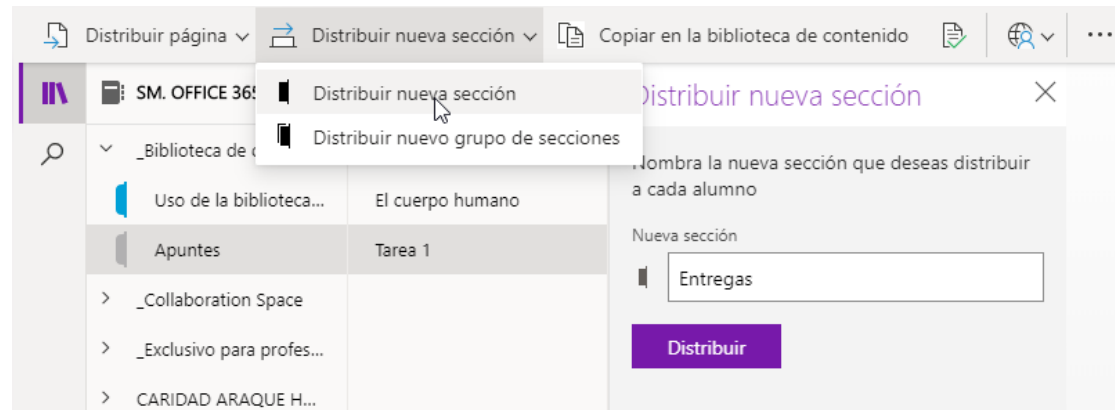 Distribuir página
Distribuir nueva sección
Copiar en la biblioteca de contenido
SM. OFFICE 365
Distribuir nueva sección
Distribuir nuevo grupo de secciones
_Biblioteca de
Uso de la biblioteca...
Apuntes
_Collaboration Space
_Exclusivo para profes...
CARIDAD ARAQUE H...
El cuerpo humano
Tarea 1
Distribuir nueva sección
Nombra la nueva sección que deseas distribuir
a cada alumno
Nueva sección
Entregas
Distribuir